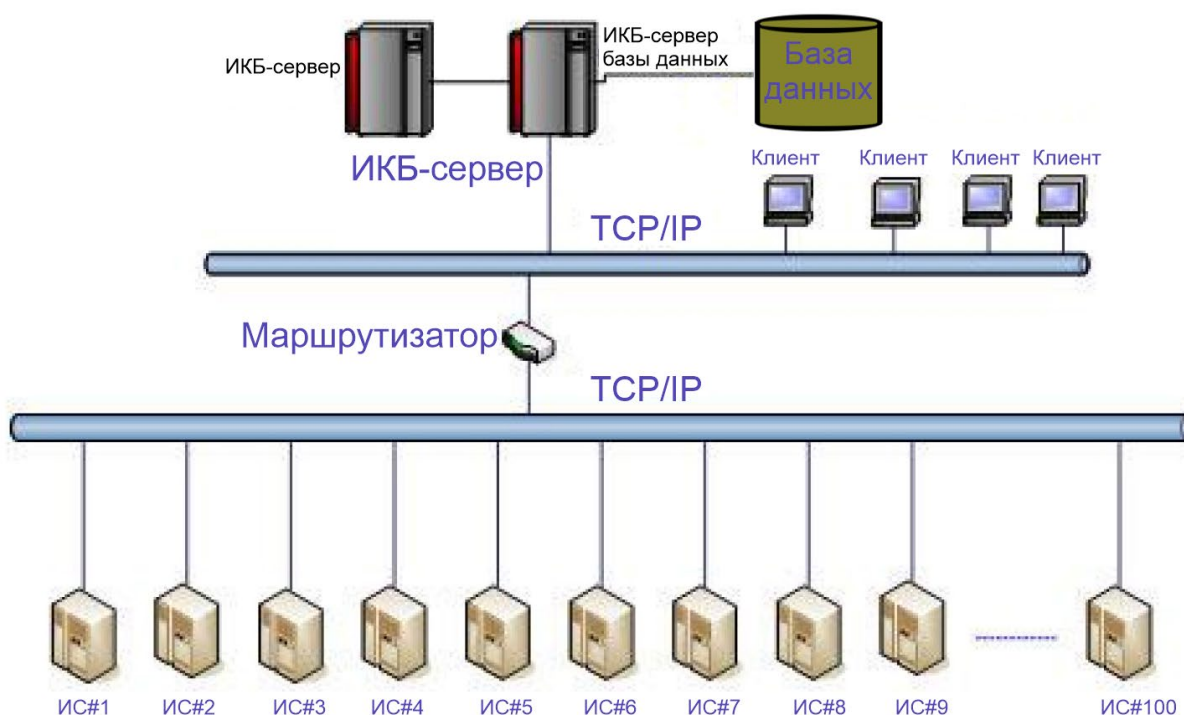 ИКБ-сервер
ИКБ-сервер
базы данных
База
данных
ИКБ-сервер
Клиент
Клиент
Клиент
Клиент
TCP/IP
Маршрутизатор
TCP/IP
ИС#1
ИС#2
ИС#3
ИС#4
ИС#5
ИС#6
ИС#7
ИС#8
ИС#9
ИС#100